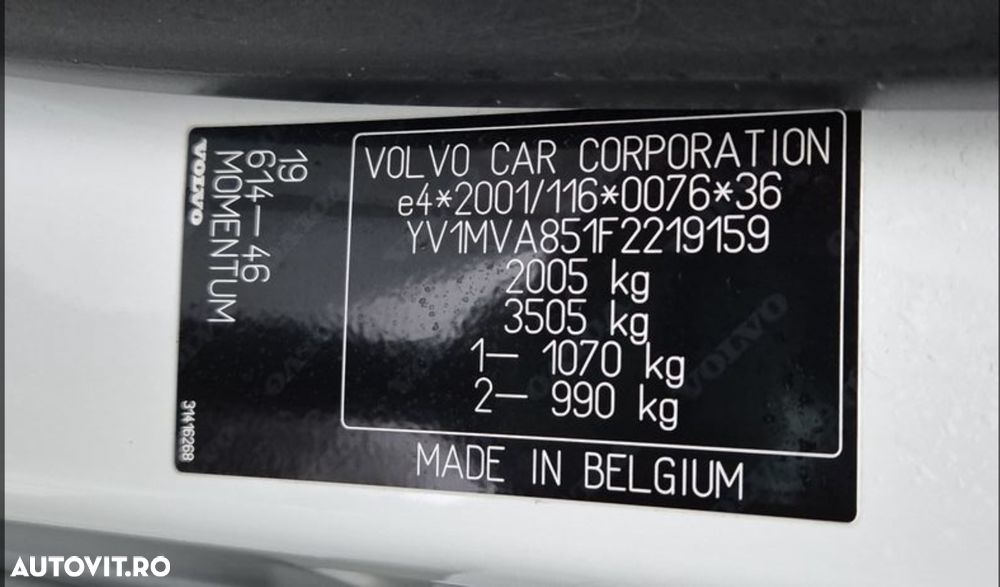 VOLVO CAR CORPORATION
e4*2001/116*0076*36
YV1MVA851F2219159
2005 kg
3505 kg
1— 1070 kg
2— 990 kg
MADE IN BELGIUM
19
614—46
MOMENTUM
VOLVO
31416268
AUTOVIT.RO